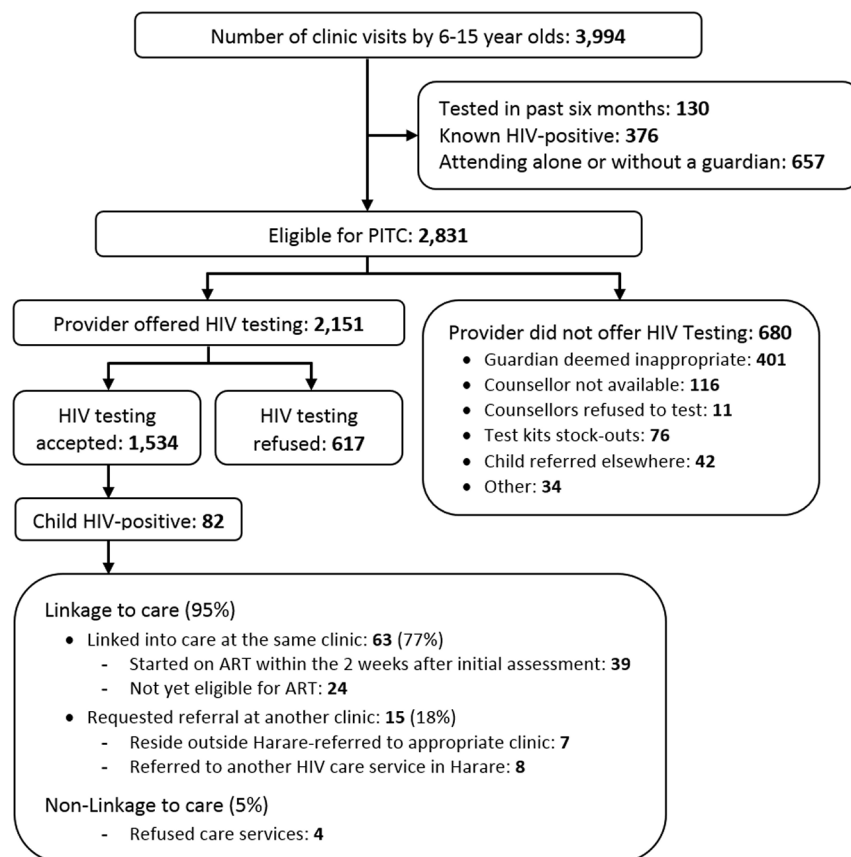 Number of clinic visits by 6-15 year olds: 3,994
Tested in past six months: 130
Known HIV-positive: 376
Attending alone or without a guardian: 657
Eligible for PITC: 2,831
Provider offered HIV testing: 2,151
Provider did not offer HIV Testing: 680
• Guardian deemed inappropriate: 401
• Counsellor not available: 116
• Counsellors refused to test: 11
• Test kits stock-outs: 76
• Child referred elsewhere: 42
• Other: 34
HIV testing
accepted: 1,534
HIV testing
refused: 617
Child HIV-positive: 82
Linkage to care (95%)
• Linked into care at the same clinic: 63 (77%)
- Started on ART within the 2 weeks after initial assessment: 39
- Not yet eligible for ART: 24
• Requested referral at another clinic: 15 (18%)
- Reside outside Harare-referred to appropriate clinic: 7
- Referred to another HIV care service in Harare: 8
Non-Linkage to care (5%)
- Refused care services: 4